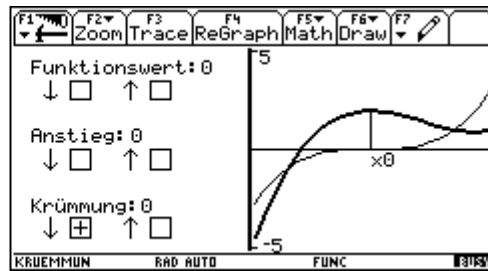 F1 F2 F3 F4 F5 F6 F7
Zoom Trace ReGraph Math Draw
Funktionswert: 0
↓ □ ↑ □
Anstieg: 0
↓ □ ↑ □
Krümmung: 0
↓ ⊞ ↑ □
5
x0
-5
KRUEMMUN RAD AUTO FUNC BUSY